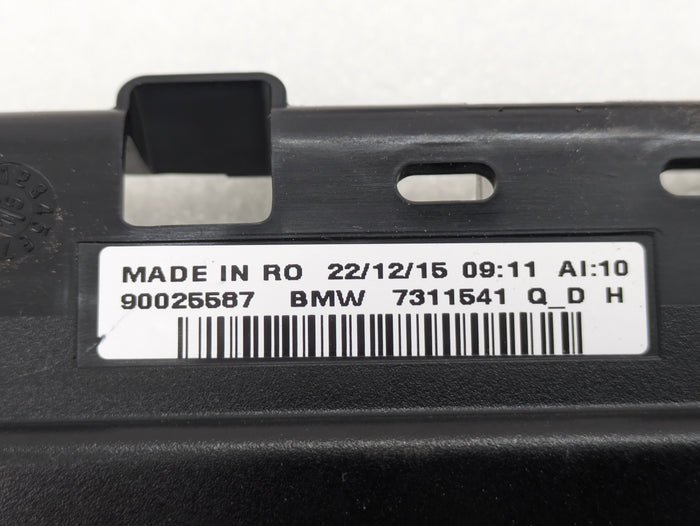 MADE IN RO 22/12/15 09:11 AI:10
90025587 BMW 7311541 Q_D H